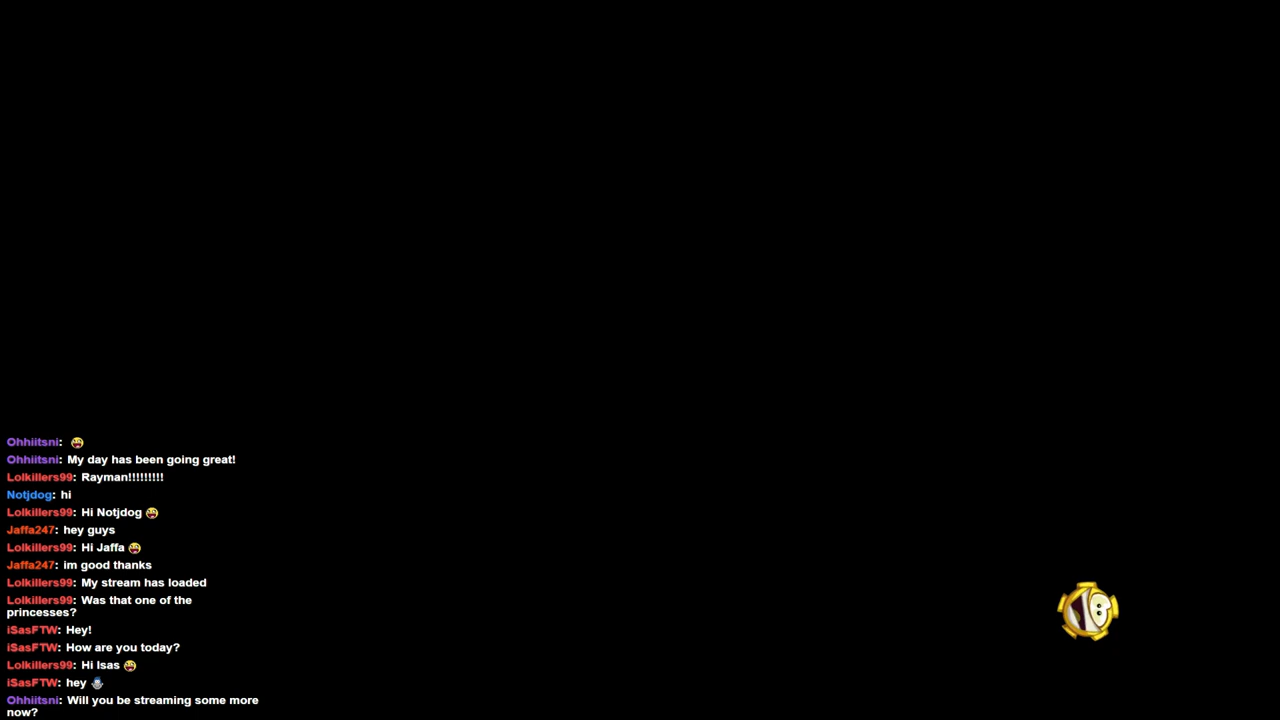 Ohhiitsni:
Ohhiitsni: My day has been going great!
Lolkillers99: Rayman!!!!!!!!!
Notjdog: hi
Lolkillers99: Hi Notjdog
Jaffa247: hey guys
Lolkillers99: Hi Jaffa
Jaffa247: im good thanks
Lolkillers99: My stream has loaded
Lolkillers99: Was that one of the
princesses?
iSasFTW: Hey!
iSasFTW: How are you today?
Lolkillers99: Hi Isas
iSasFTW: hey
Ohhiitsni: Will you be streaming some more
now?